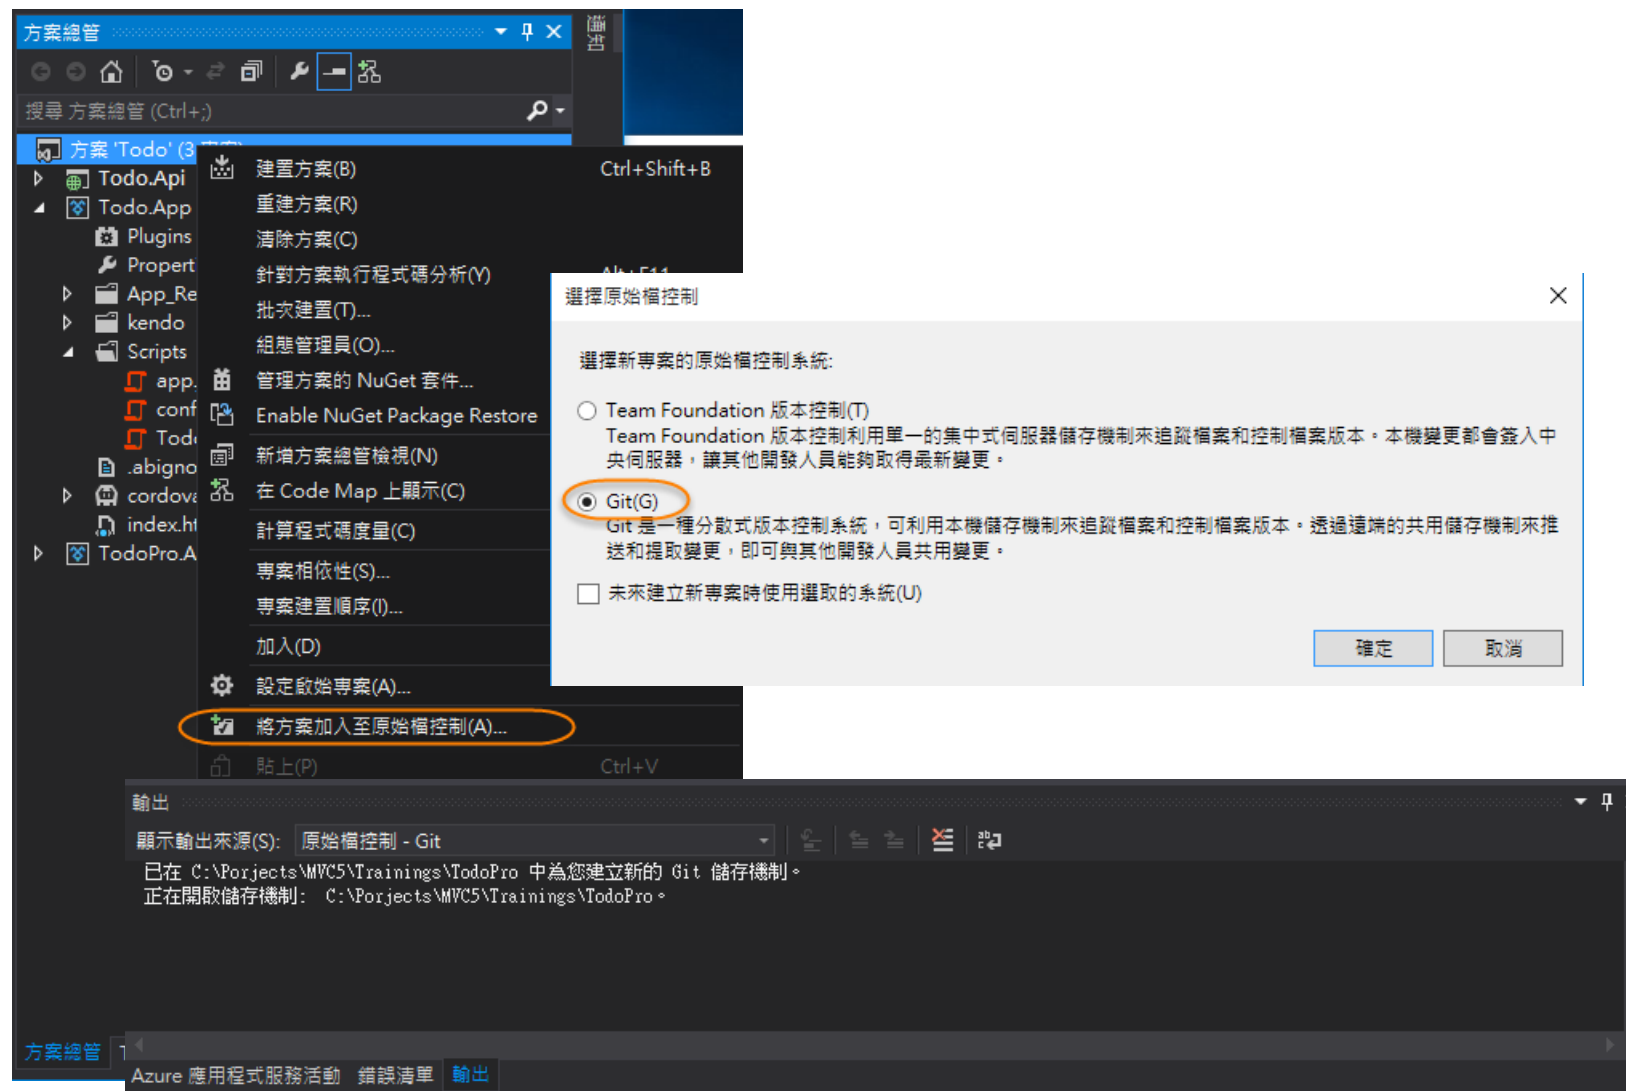 方案總管
通知
搜尋 方案總管 (Ctrl+;)
方案 'Todo' (3
Todo.Api
Todo.App
Plugins
Propert
App_Re
kendo
Scripts
app.
conf
Tod
.abigno
cordova
index.ht
TodoPro.A
建置方案(B) Ctrl+Shift+B
重建方案(R)
清除方案(C)
針對方案執行程式碼分析(Y) Alt+F11
批次建置(T)...
組態管理員(O)...
管理方案的 NuGet 套件...
Enable NuGet Package Restore
新增方案總管檢視(N)
在 Code Map 上顯示(C)
計算程式碼度量(C)
專案相依性(S)...
專案建置順序(I)...
加入(D)
設定啟始專案(A)...
將方案加入至原始檔控制(A)...
貼上(P) Ctrl+V
選擇原始檔控制
選擇新專案的原始檔控制系統:
Team Foundation 版本控制(T)
Team Foundation 版本控制利用單一的集中式伺服器儲存機制來追蹤檔案和控制檔案版本。本機變更都會簽入中
央伺服器，讓其他開發人員能夠取得最新變更。
Git(G)
Git 是一種分散式版本控制系統，可利用本機儲存機制來追蹤檔案和控制檔案版本。透過遠端的共用儲存機制來推
送和提取變更，即可與其他開發人員共用變更。
未來建立新專案時使用選取的系統(U)
確定 取消
輸出
顯示輸出來源(S): 原始檔控制 - Git
已在 C:\Porjects\MVC5\Trainings\TodoPro 中為您建立新的 Git 儲存機制。
正在開啟儲存機制: C:\Porjects\MVC5\Trainings\TodoPro。
方案總管
Azure 應用程式服務活動 錯誤清單 輸出